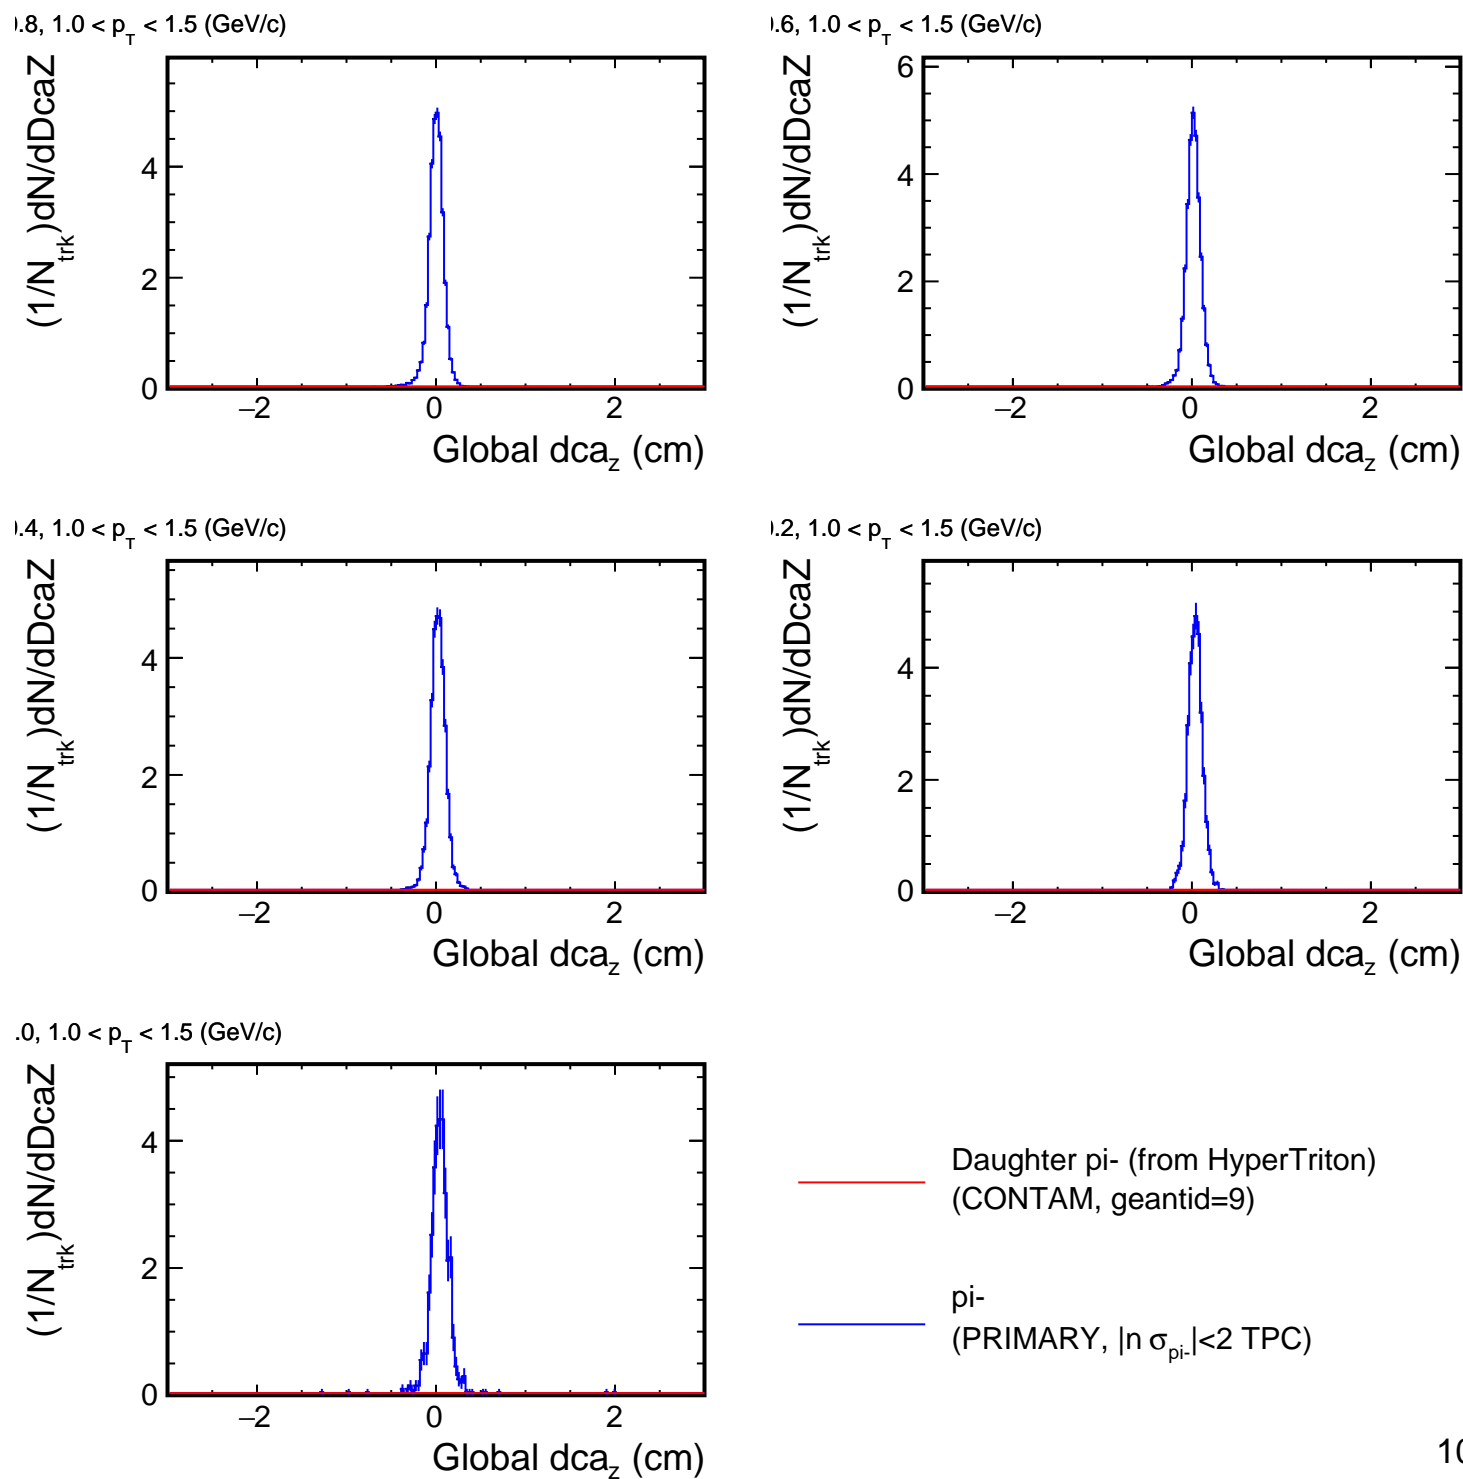 ).8, 1.0 < p_T < 1.5 (GeV/c)
(1/N_trk)dN/dDcaZ
4
2
0
−2 0 2
Global dca_z (cm)
).6, 1.0 < p_T < 1.5 (GeV/c)
(1/N_trk)dN/dDcaZ
6
4
2
0
−2 0 2
Global dca_z (cm)
).4, 1.0 < p_T < 1.5 (GeV/c)
(1/N_trk)dN/dDcaZ
4
2
0
−2 0 2
Global dca_z (cm)
).2, 1.0 < p_T < 1.5 (GeV/c)
(1/N_trk)dN/dDcaZ
4
2
0
−2 0 2
Global dca_z (cm)
.0, 1.0 < p_T < 1.5 (GeV/c)
(1/N_trk)dN/dDcaZ
4
2
0
−2 0 2
Global dca_z (cm)
Daughter pi- (from HyperTriton)
(CONTAM, geantid=9)
pi-
(PRIMARY, |n σ_pi-|<2 TPC)